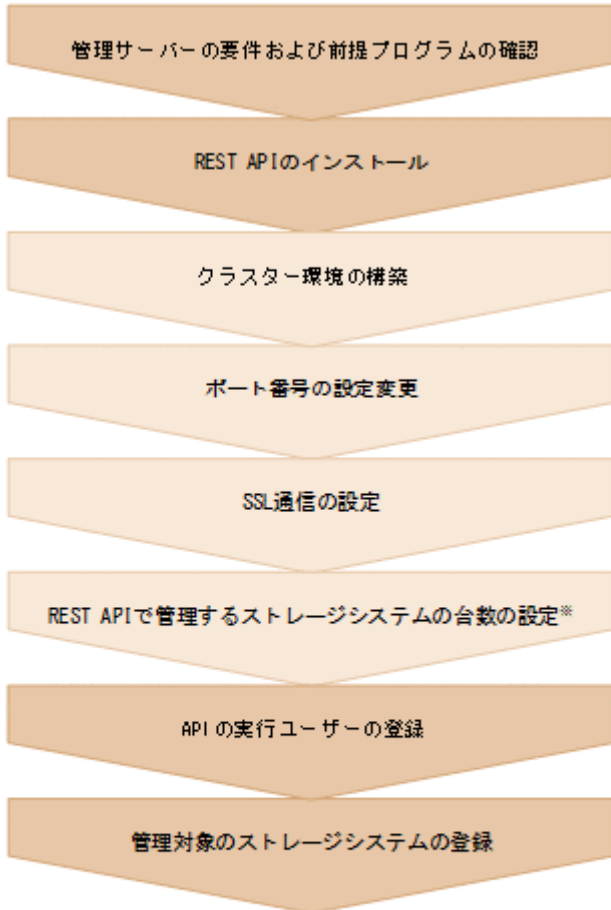 管理サーバーの要件および前提プログラムの確認
REST APIのインストール
クラスター環境の構築
ポート番号の設定変更
SSL通信の設定
REST APIで管理するストレージシステムの台数の設定※
APIの実行ユーザーの登録
管理対象のストレージシステムの登録